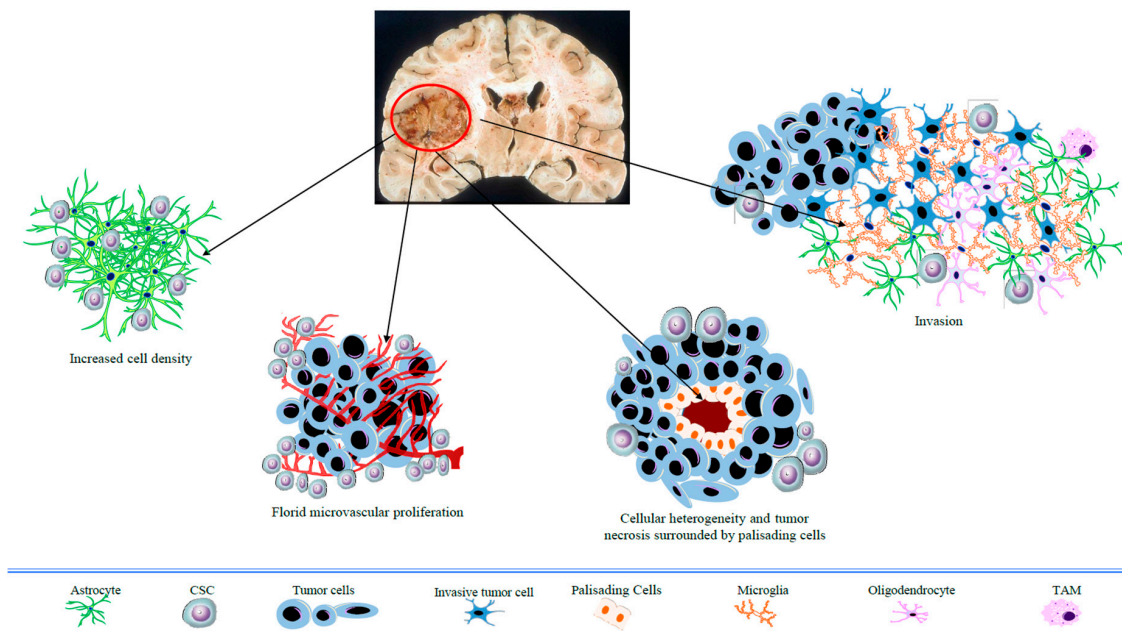 Increased cell density
Florid microvascular proliferation
Cellular heterogeneity and tumor
necrosis surrounded by palisading cells
Invasion
Astrocyte
CSC
Tumor cells
Invasive tumor cell
Palisading Cells
Microglia
Oligodendrocyte
TAM